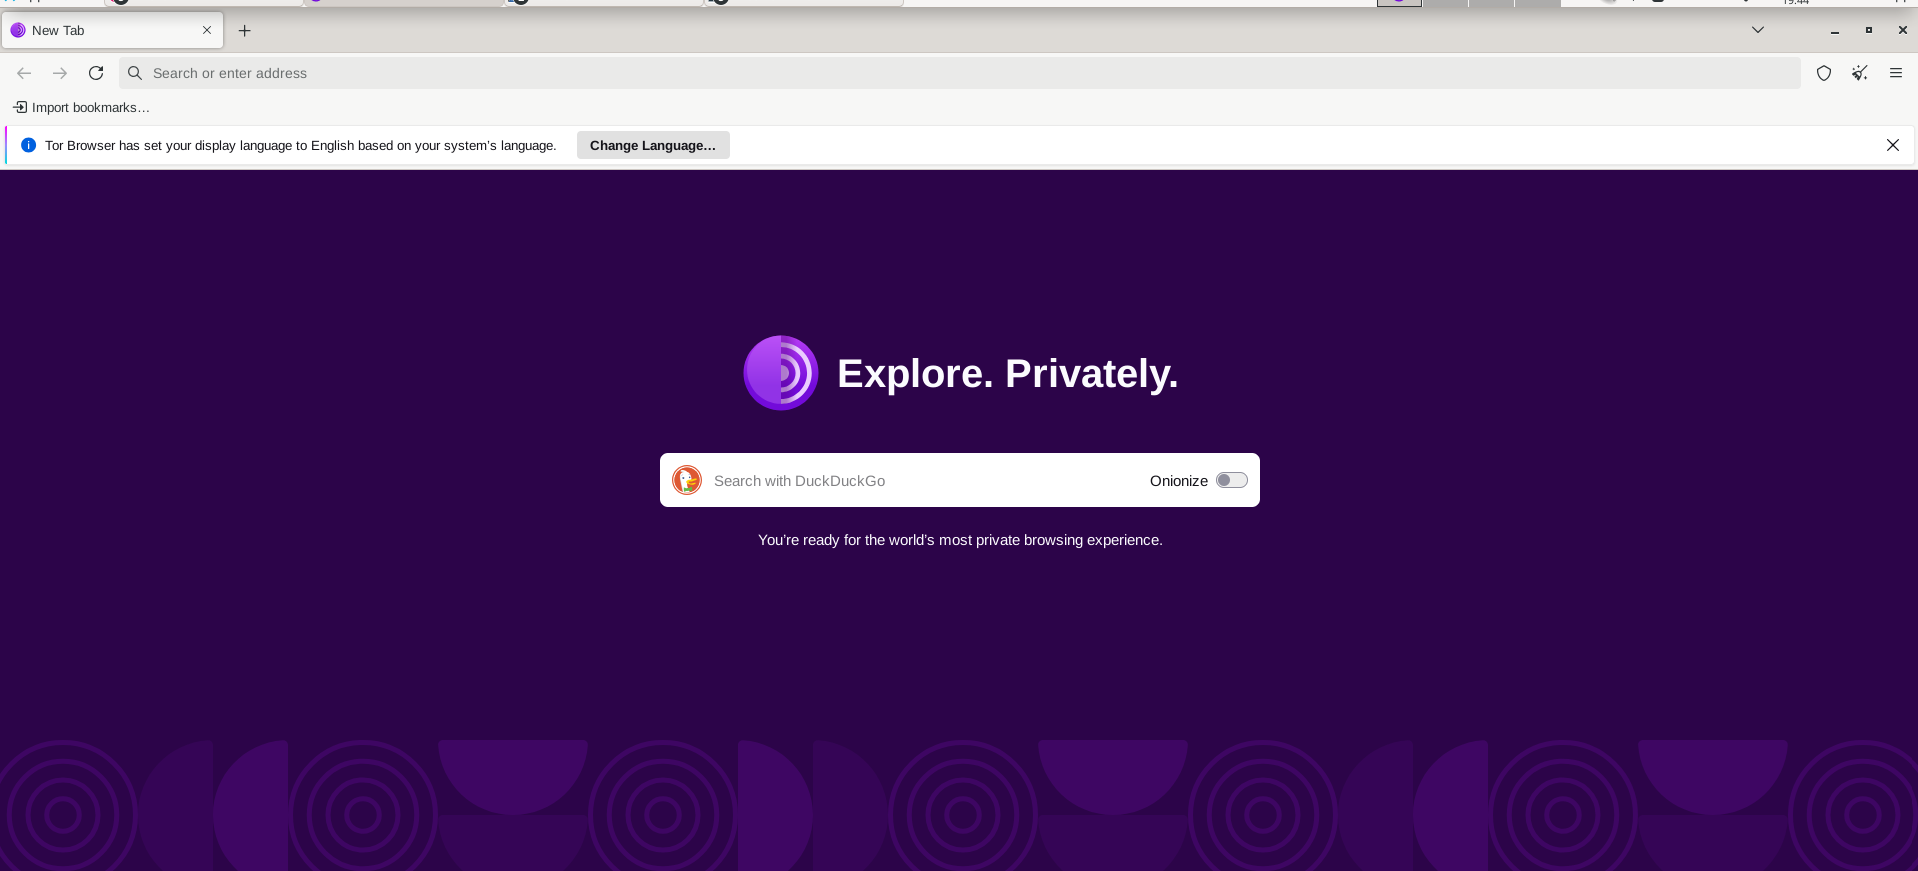 New Tab
Search or enter address
Import bookmarks…
Tor Browser has set your display language to English based on your system’s language.
Change Language…
Explore. Privately.
Search with DuckDuckGo
Onionize
You’re ready for the world’s most private browsing experience.